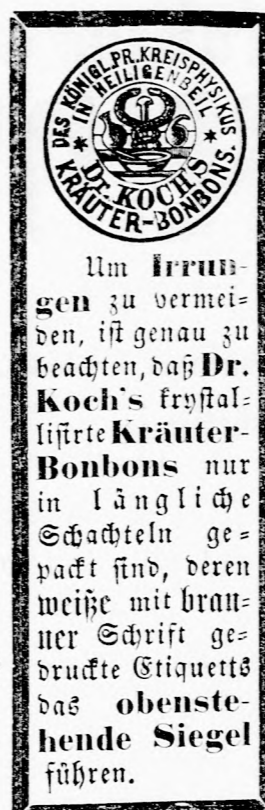 DES KÖNIGL. PR. KREISPHYSIKUS
IN HEILIGENBEIL
Dr. KOCH'S
KRÄUTER-BONBONS.
Um Irrun-
gen zu vermei-
den, ist genau zu
beachten, daß Dr.
Koch's krystal-
lisirte Kräuter-
Bonbons nur
in längliche
Schachteln ge-
packt sind, deren
weiße mit brau-
ner Schrift ge-
druckte Etiquetts
das obenste-
hende Siegel
führen.